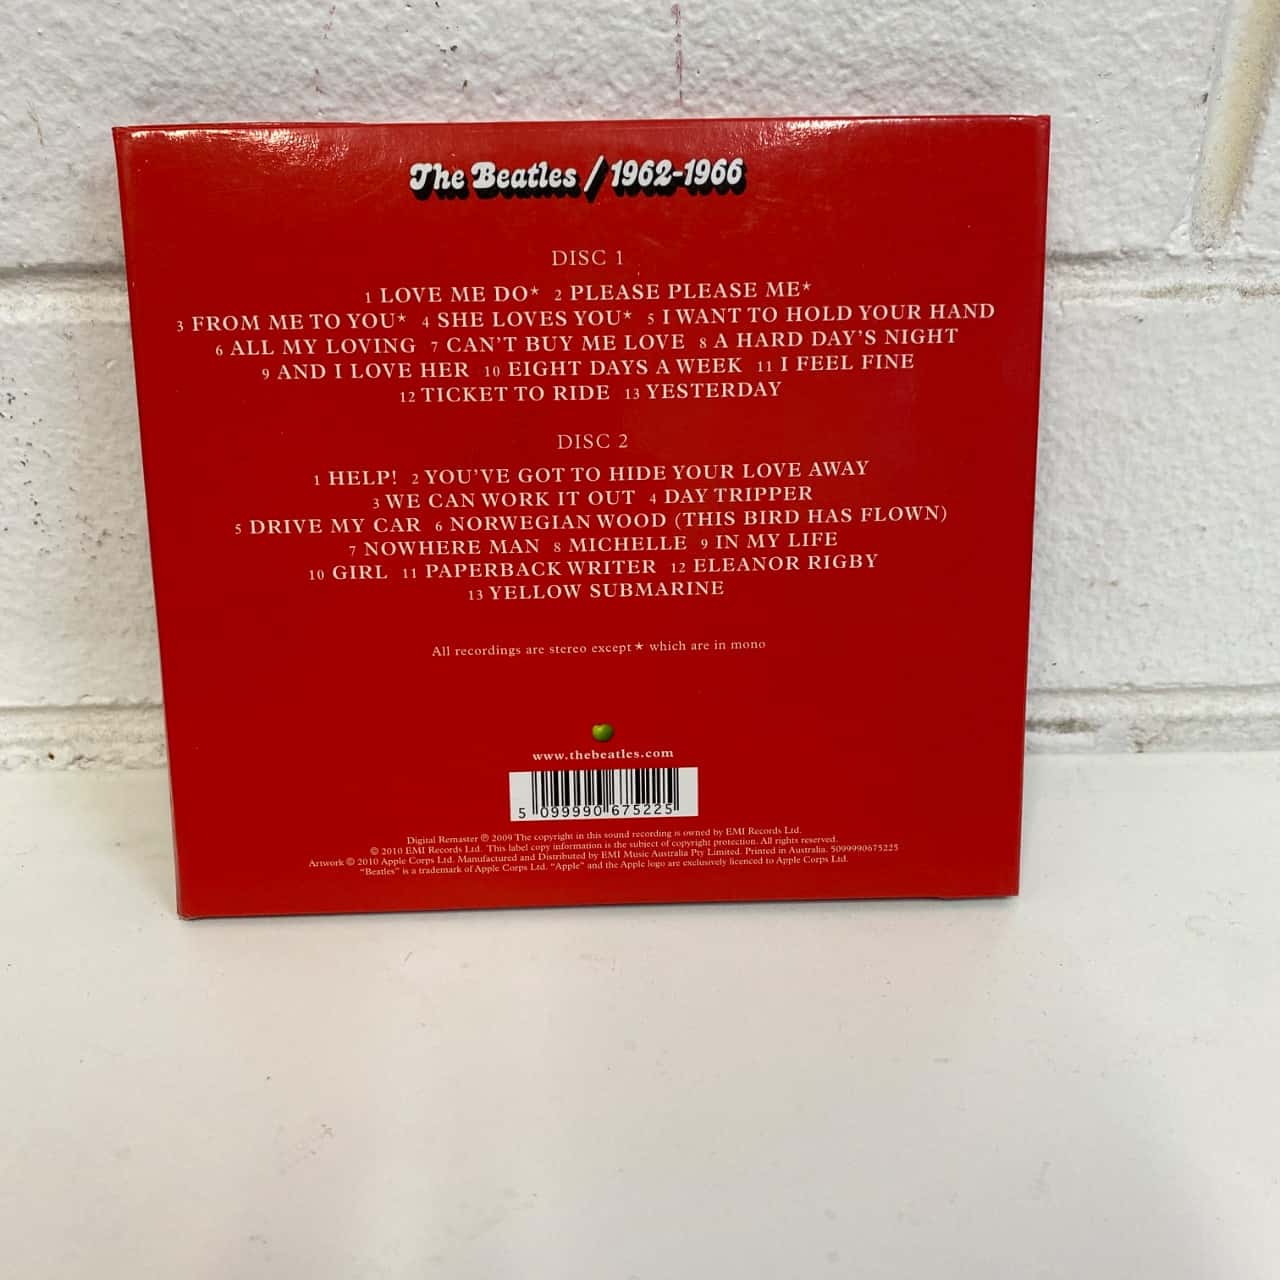 The Beatles / 1962-1966
DISC 1
1 LOVE ME DO* 2 PLEASE PLEASE ME*
3 FROM ME TO YOU* 4 SHE LOVES YOU* 5 I WANT TO HOLD YOUR HAND
6 ALL MY LOVING 7 CAN'T BUY ME LOVE 8 A HARD DAY'S NIGHT
9 AND I LOVE HER 10 EIGHT DAYS A WEEK 11 I FEEL FINE
12 TICKET TO RIDE 13 YESTERDAY
DISC 2
1 HELP! 2 YOU'VE GOT TO HIDE YOUR LOVE AWAY
3 WE CAN WORK IT OUT 4 DAY TRIPPER
5 DRIVE MY CAR 6 NORWEGIAN WOOD (THIS BIRD HAS FLOWN)
7 NOWHERE MAN 8 MICHELLE 9 IN MY LIFE
10 GIRL 11 PAPERBACK WRITER 12 ELEANOR RIGBY
13 YELLOW SUBMARINE
All recordings are stereo except * which are in mono
www.thebeatles.com
5 099990 675225
Digital Remaster ℗ 2009 The copyright in this sound recording is owned by EMI Records Ltd.
© 2010 EMI Records Ltd. This label copy information is the subject of copyright protection. All rights reserved.
Artwork © 2010 Apple Corps Ltd. Manufactured and Distributed by EMI Music Australia Pty Limited. Printed in Australia. 5099990675225
"Beatles" is a trademark of Apple Corps Ltd. "Apple" and the Apple logo are exclusively licenced to Apple Corps Ltd.